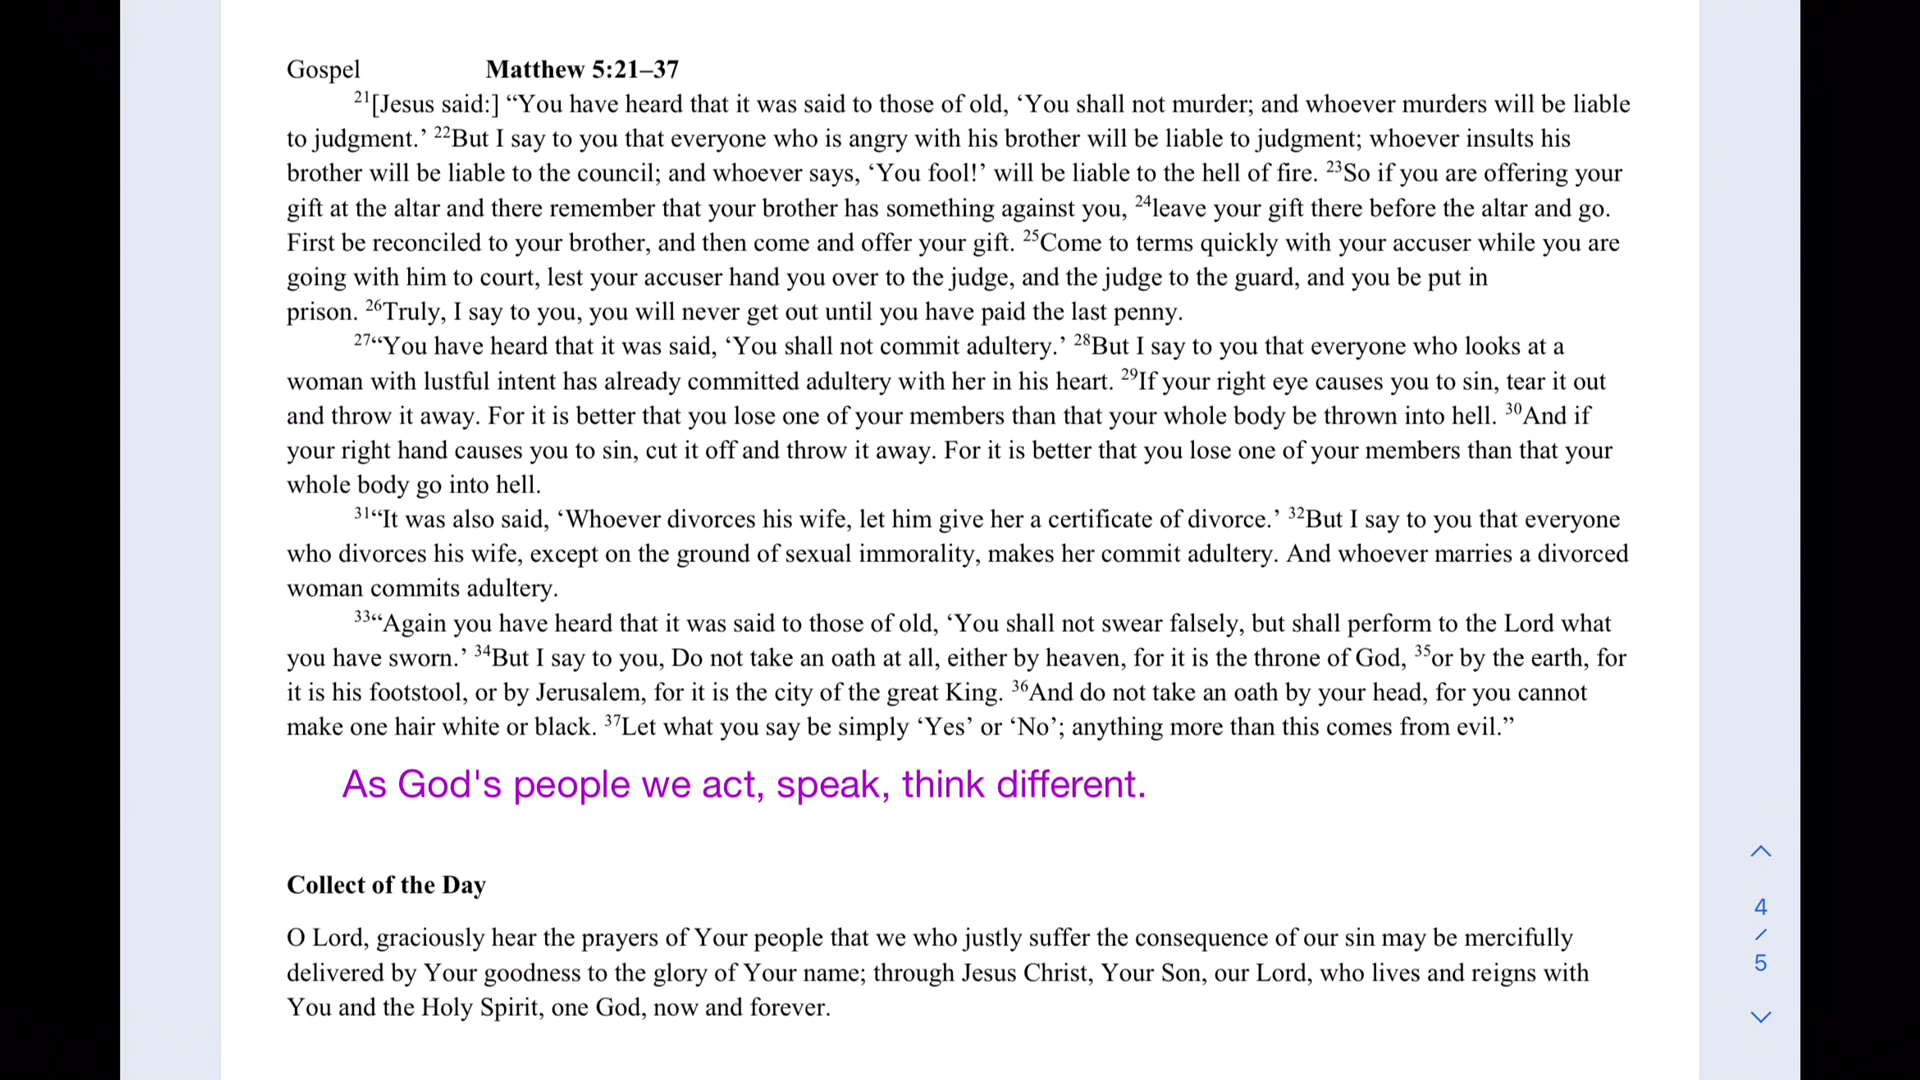 Gospel Matthew 5:21–37
21[Jesus said:] “You have heard that it was said to those of old, ‘You shall not murder; and whoever murders will be liable
to judgment.’ 22But I say to you that everyone who is angry with his brother will be liable to judgment; whoever insults his
brother will be liable to the council; and whoever says, ‘You fool!’ will be liable to the hell of fire. 23So if you are offering your
gift at the altar and there remember that your brother has something against you, 24leave your gift there before the altar and go.
First be reconciled to your brother, and then come and offer your gift. 25Come to terms quickly with your accuser while you are
going with him to court, lest your accuser hand you over to the judge, and the judge to the guard, and you be put in
prison. 26Truly, I say to you, you will never get out until you have paid the last penny.
27“You have heard that it was said, ‘You shall not commit adultery.’ 28But I say to you that everyone who looks at a
woman with lustful intent has already committed adultery with her in his heart. 29If your right eye causes you to sin, tear it out
and throw it away. For it is better that you lose one of your members than that your whole body be thrown into hell. 30And if
your right hand causes you to sin, cut it off and throw it away. For it is better that you lose one of your members than that your
whole body go into hell.
31“It was also said, ‘Whoever divorces his wife, let him give her a certificate of divorce.’ 32But I say to you that everyone
who divorces his wife, except on the ground of sexual immorality, makes her commit adultery. And whoever marries a divorced
woman commits adultery.
33“Again you have heard that it was said to those of old, ‘You shall not swear falsely, but shall perform to the Lord what
you have sworn.’ 34But I say to you, Do not take an oath at all, either by heaven, for it is the throne of God, 35or by the earth, for
it is his footstool, or by Jerusalem, for it is the city of the great King. 36And do not take an oath by your head, for you cannot
make one hair white or black. 37Let what you say be simply ‘Yes’ or ‘No’; anything more than this comes from evil.”
As God's people we act, speak, think different.
Collect of the Day
O Lord, graciously hear the prayers of Your people that we who justly suffer the consequence of our sin may be mercifully
delivered by Your goodness to the glory of Your name; through Jesus Christ, Your Son, our Lord, who lives and reigns with
You and the Holy Spirit, one God, now and forever.
4
/
5